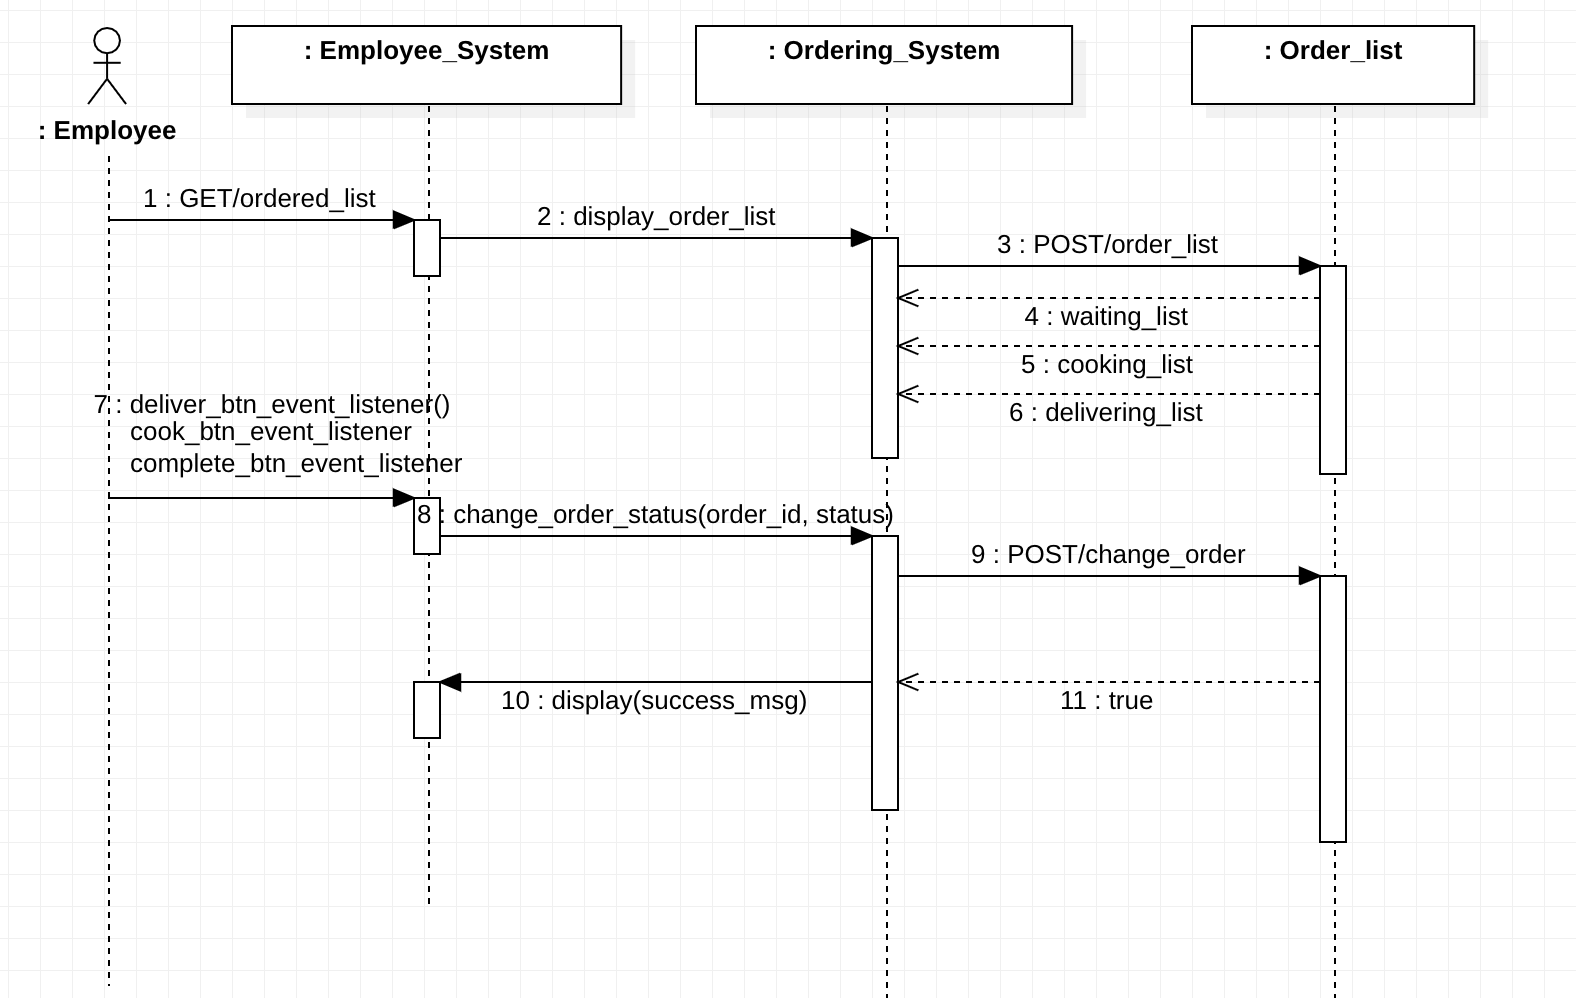 : Employee_System
: Ordering_System
: Order_list
: Employee
1 : GET/ordered_list
2 : display_order_list
3 : POST/order_list
4 : waiting_list
5 : cooking_list
6 : delivering_list
7 : deliver_btn_event_listener()
cook_btn_event_listener
complete_btn_event_listener
8 : change_order_status(order_id, status)
9 : POST/change_order
10 : display(success_msg)
11 : true